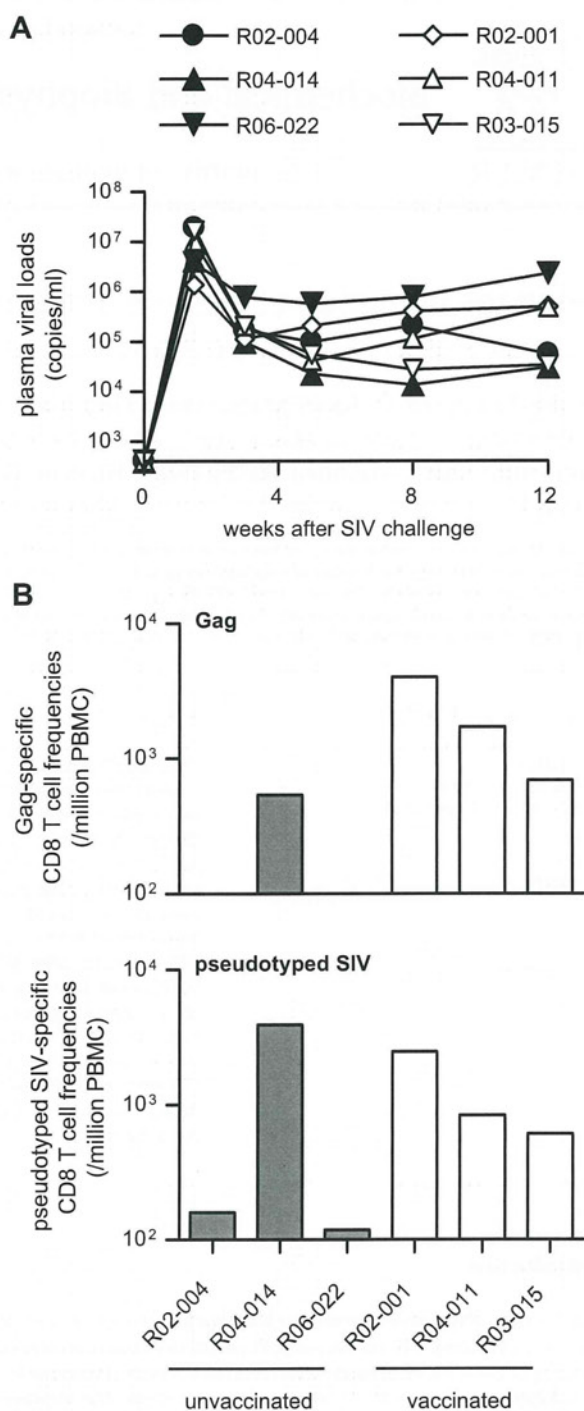 A
R02-004
R02-001
R04-014
R04-011
R06-022
R03-015
plasma viral loads
(copies/ml)
10⁸
10⁷
10⁶
10⁵
10⁴
10³
0
4
8
12
weeks after SIV challenge
B
Gag
Gag-specific
CD8 T cell frequencies
(/million PBMC)
10⁴
10³
10²
pseudotyped SIV
pseudotyped SIV-specific
CD8 T cell frequencies
(/million PBMC)
10⁴
10³
10²
R02-004
R04-014
R06-022
R02-001
R04-011
R03-015
unvaccinated
vaccinated